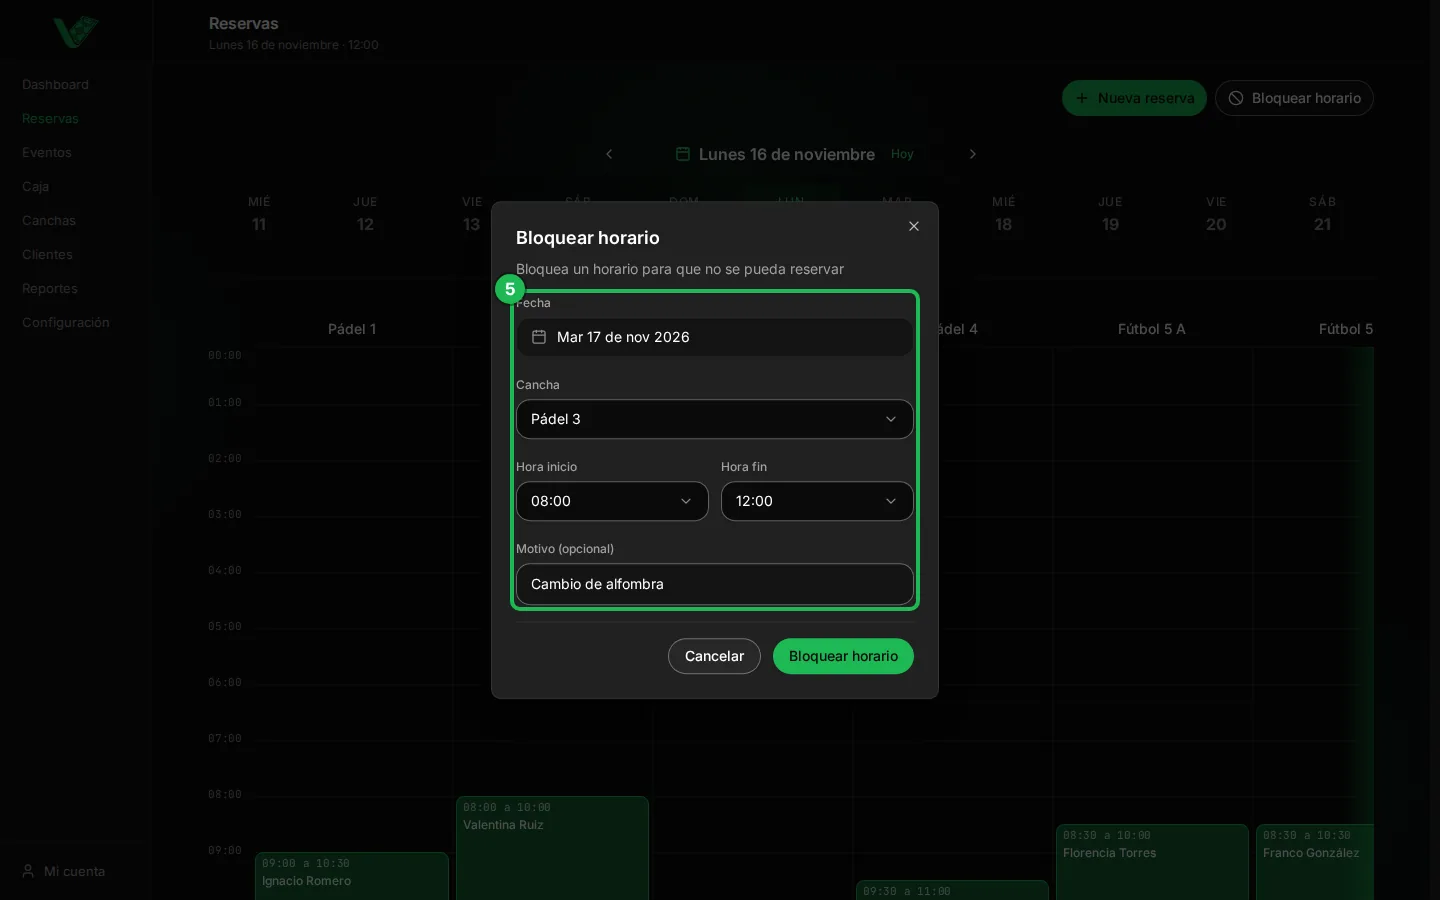 Reservas
Lunes 16 de noviembre · 12:00
Dashboard
Reservas
Eventos
Caja
Canchas
Clientes
Reportes
Configuración
Mi cuenta
+ Nueva reserva
Bloquear horario
Lunes 16 de noviembre Hoy
MIÉ JUE VIE SÁB DOM LUN MAR MIÉ JUE VIE SÁB
11 12 13 18 19 20 21
Bloquear horario
Bloquea un horario para que no se pueda reservar
5
Fecha
Mar 17 de nov 2026
Cancha
Pádel 3
Hora inicio Hora fin
08:00 12:00
Motivo (opcional)
Cambio de alfombra
Cancelar Bloquear horario
Pádel 1 ádel 4 Fútbol 5 A Fútbol 5
00:00
01:00
02:00
03:00
04:00
05:00
06:00
07:00
08:00
09:00
09:00 a 10:30
Ignacio Romero
08:00 a 10:00
Valentina Ruiz
09:30 a 11:00
08:30 a 10:00
Florencia Torres
08:30 a 10:30
Franco González